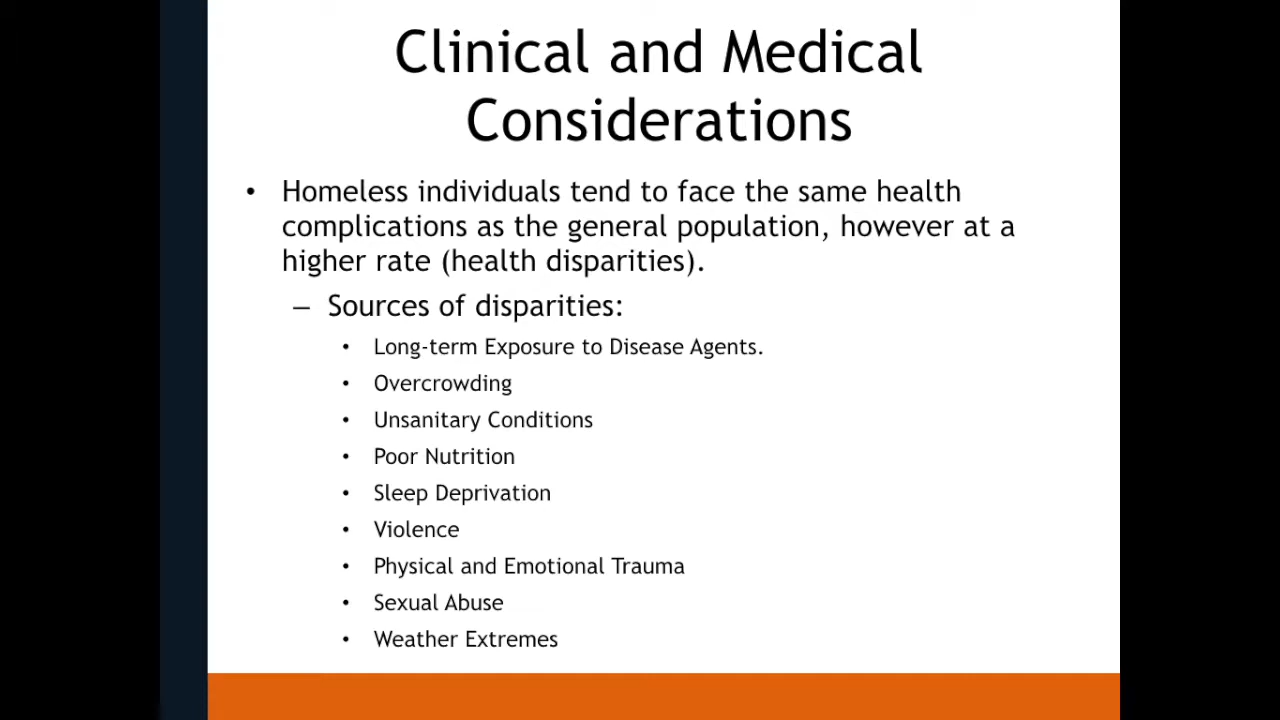 Clinical and Medical
Considerations
• Homeless individuals tend to face the same health
complications as the general population, however at a
higher rate (health disparities).
– Sources of disparities:
• Long-term Exposure to Disease Agents.
• Overcrowding
• Unsanitary Conditions
• Poor Nutrition
• Sleep Deprivation
• Violence
• Physical and Emotional Trauma
• Sexual Abuse
• Weather Extremes